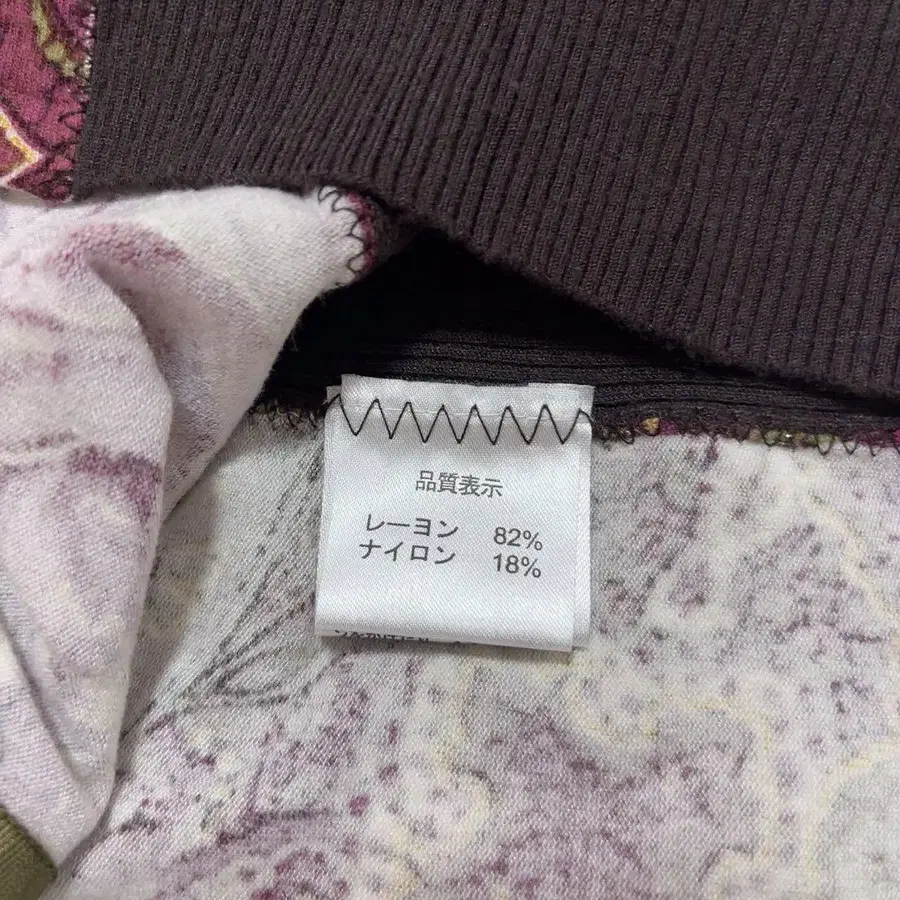 品質表示
レーヨン 82%
ナイロン 18%